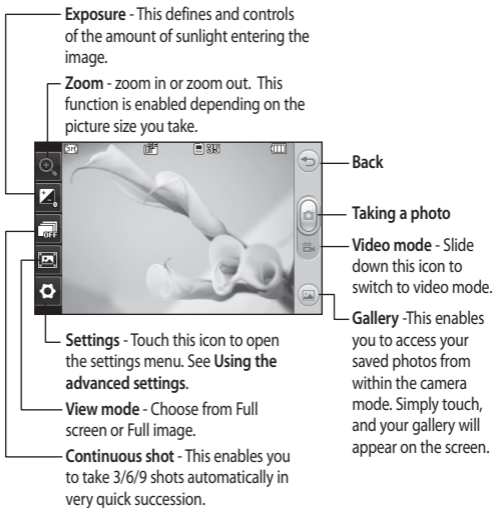 Exposure - This defines and controls
of the amount of sunlight entering the
image.
Zoom - zoom in or zoom out. This
function is enabled depending on the
picture size you take.
Back
Taking a photo
Video mode - Slide
down this icon to
switch to video mode.
Gallery -This enables
you to access your
saved photos from
within the camera
mode. Simply touch,
and your gallery will
appear on the screen.
Settings - Touch this icon to open
the settings menu. See Using the
advanced settings.
View mode - Choose from Full
screen or Full image.
Continuous shot - This enables you
to take 3/6/9 shots automatically in
very quick succession.
3M
OFF